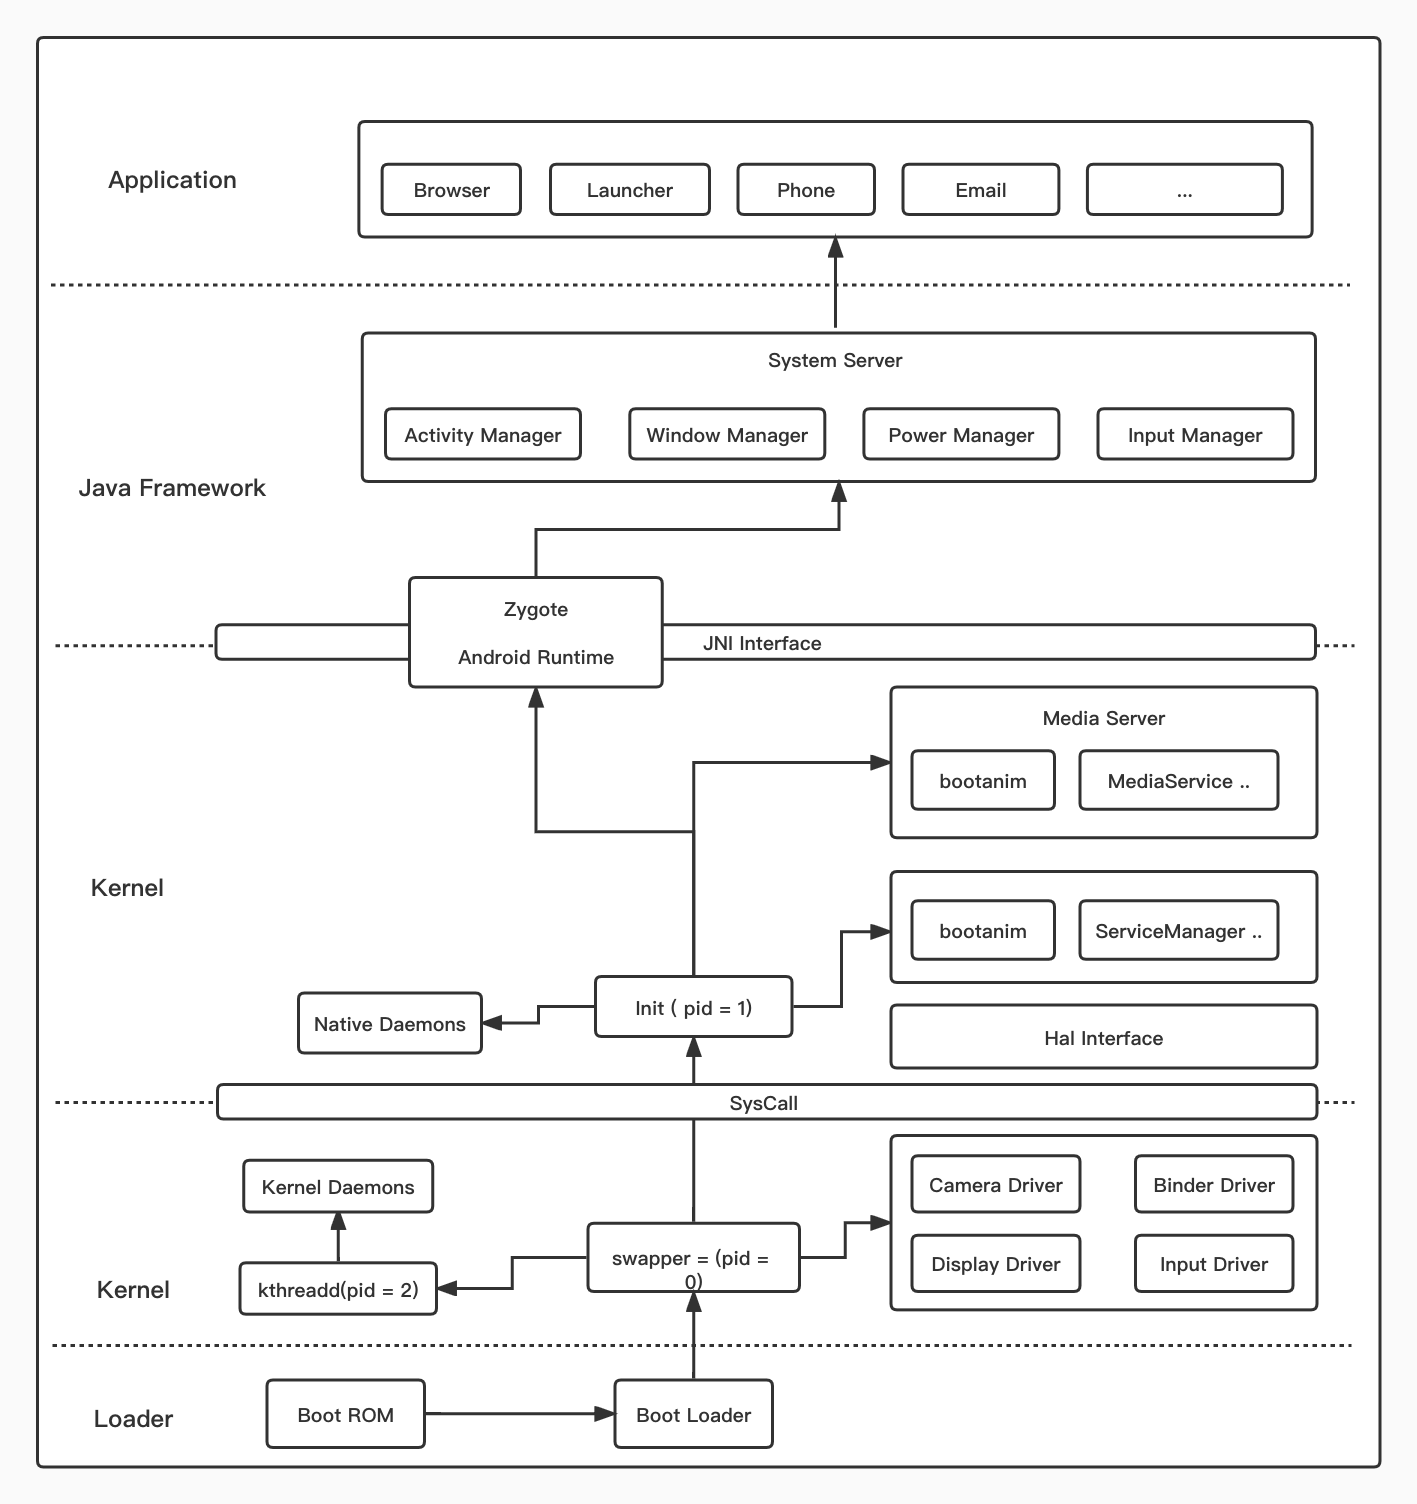 Application
Browser
Launcher
Phone
Email
...
System Server
Activity Manager
Window Manager
Power Manager
Input Manager
Java Framework
Zygote
Android Runtime
JNI Interface
Media Server
bootanim
MediaService ..
Kernel
bootanim
ServiceManager ..
Init ( pid = 1)
Native Daemons
Hal Interface
SysCall
Kernel Daemons
Camera Driver
Binder Driver
swapper = (pid =
0)
Display Driver
Input Driver
Kernel
kthreadd(pid = 2)
Loader
Boot ROM
Boot Loader